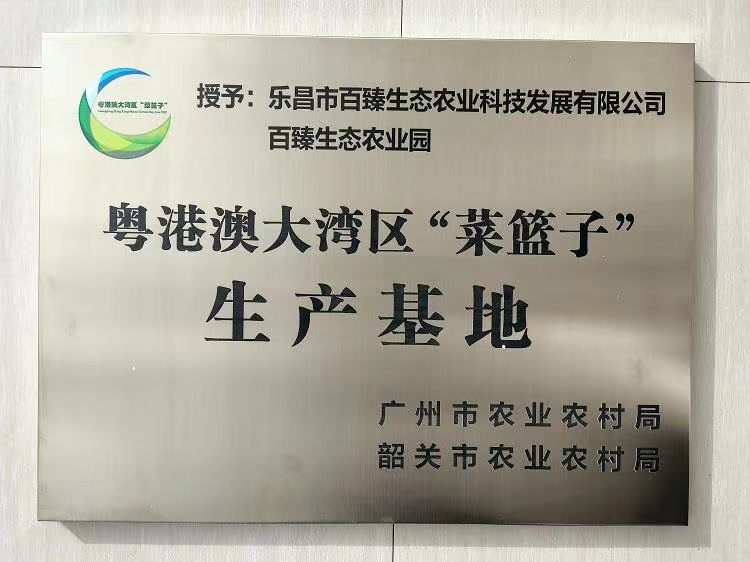 粤港澳大湾区“菜篮子”
授予：乐昌市百臻生态农业科技发展有限公司
百臻生态农业园
粤港澳大湾区“菜篮子”
生产基地
广州市农业农村局
韶关市农业农村局